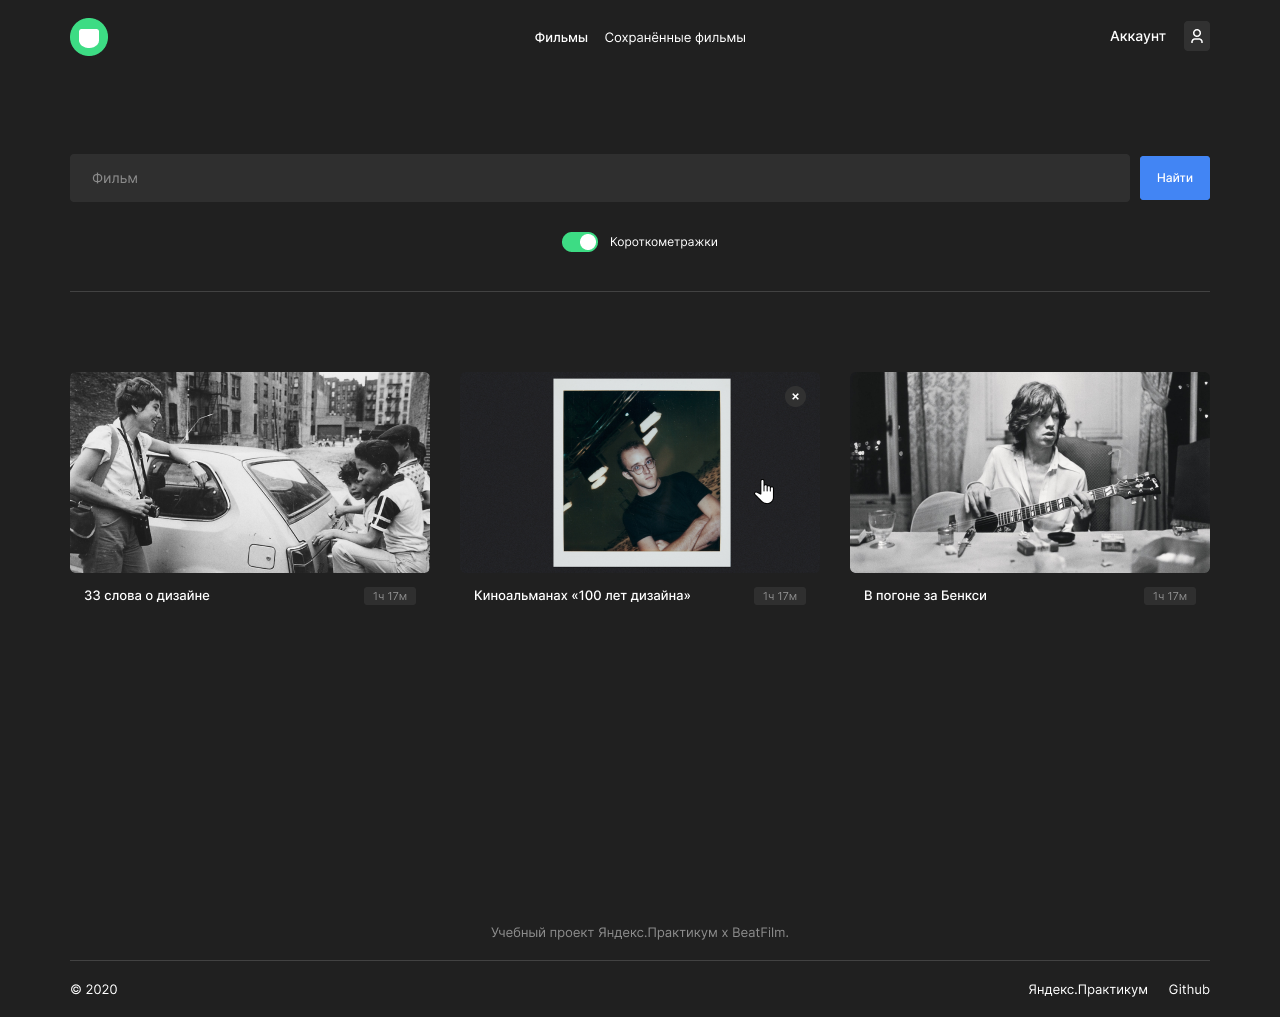 Фильмы Сохранённые фильмы Аккаунт
Фильм Найти
Короткометражки
33 слова о дизайне 1ч 17м
Киноальманах «100 лет дизайна» 1ч 17м
В погоне за Бенкси 1ч 17м
Учебный проект Яндекс.Практикум х BeatFilm.
© 2020 Яндекс.Практикум Github